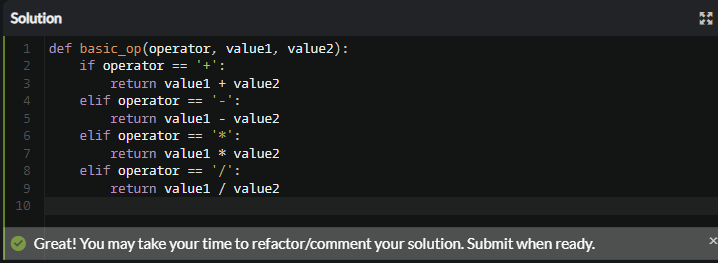 Solution
1 def basic_op(operator, value1, value2):
2     if operator == '+':
3         return value1 + value2
4     elif operator == '-':
5         return value1 - value2
6     elif operator == '*':
7         return value1 * value2
8     elif operator == '/':
9         return value1 / value2
10
Great! You may take your time to refactor/comment your solution. Submit when ready.